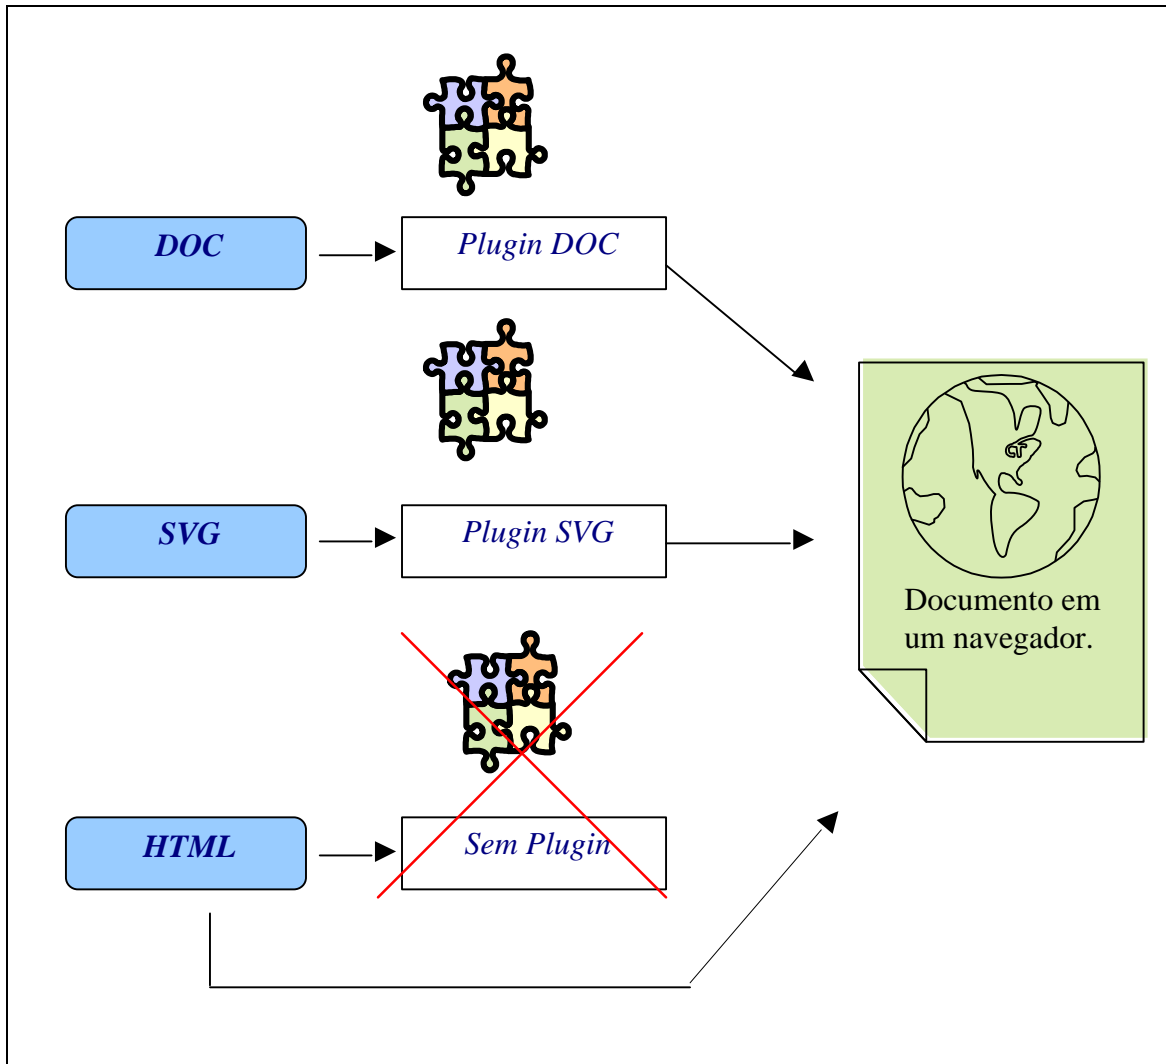 DOC
Plugin DOC
SVG
Plugin SVG
Documento em
um navegador.
HTML
Sem Plugin